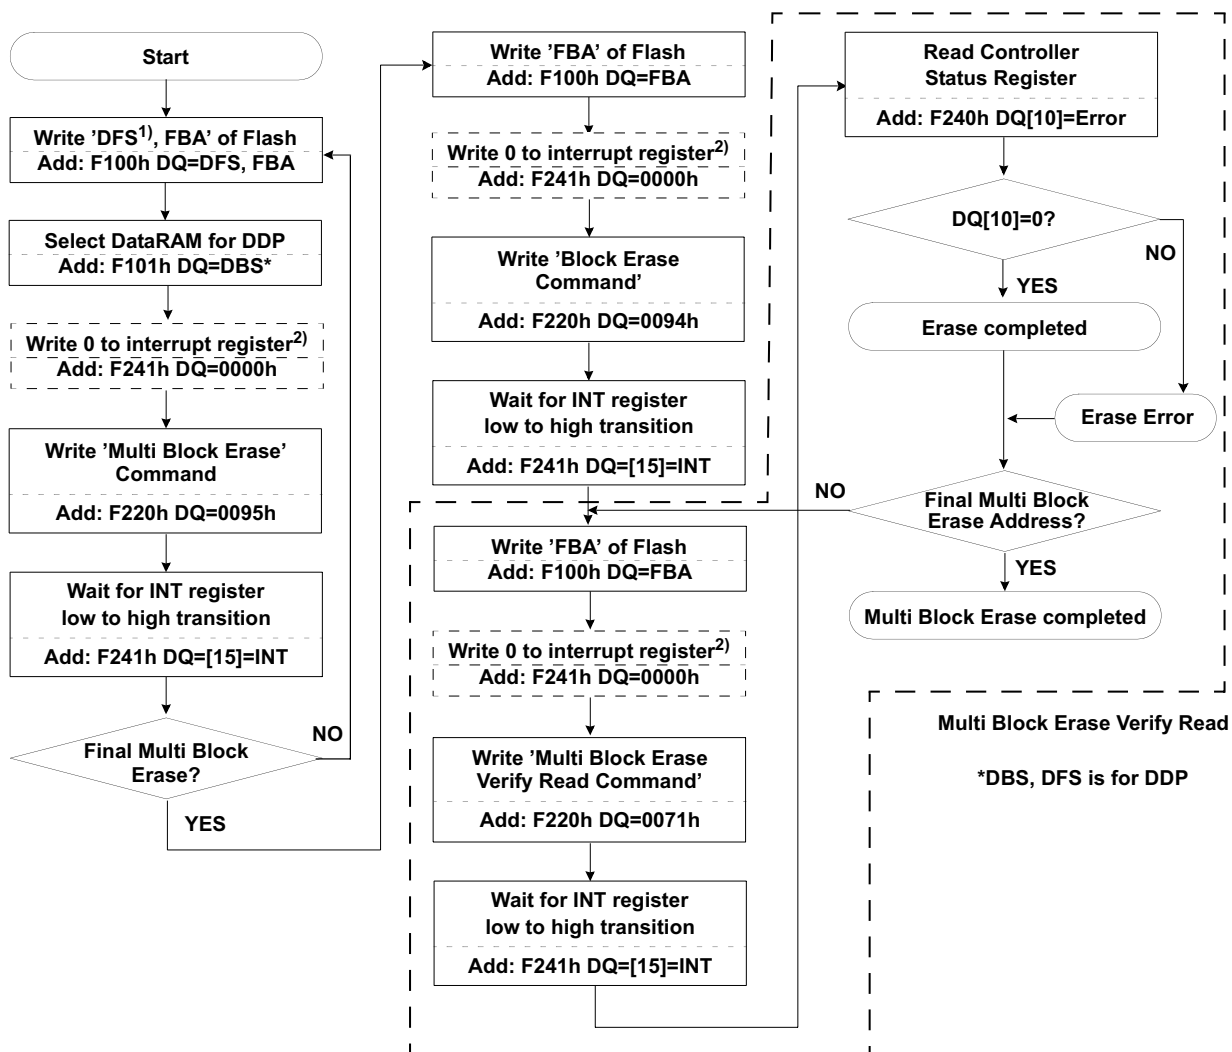 Start
Write 'DFS1), FBA' of Flash
Add: F100h DQ=DFS, FBA
Select DataRAM for DDP
Add: F101h DQ=DBS*
Write 0 to interrupt register2)
Add: F241h DQ=0000h
Write 'Multi Block Erase'
Command
Add: F220h DQ=0095h
Wait for INT register
low to high transition
Add: F241h DQ=[15]=INT
Final Multi Block
Erase?
NO
YES
Write 'FBA' of Flash
Add: F100h DQ=FBA
Write 0 to interrupt register2)
Add: F241h DQ=0000h
Write 'Block Erase
Command'
Add: F220h DQ=0094h
Wait for INT register
low to high transition
Add: F241h DQ=[15]=INT
Write 'FBA' of Flash
Add: F100h DQ=FBA
Write 0 to interrupt register2)
Add: F241h DQ=0000h
Write 'Multi Block Erase
Verify Read Command'
Add: F220h DQ=0071h
Wait for INT register
low to high transition
Add: F241h DQ=[15]=INT
Read Controller
Status Register
Add: F240h DQ[10]=Error
DQ[10]=0?
NO
YES
Erase completed
Erase Error
NO
Final Multi Block
Erase Address?
YES
Multi Block Erase completed
Multi Block Erase Verify Read
*DBS, DFS is for DDP